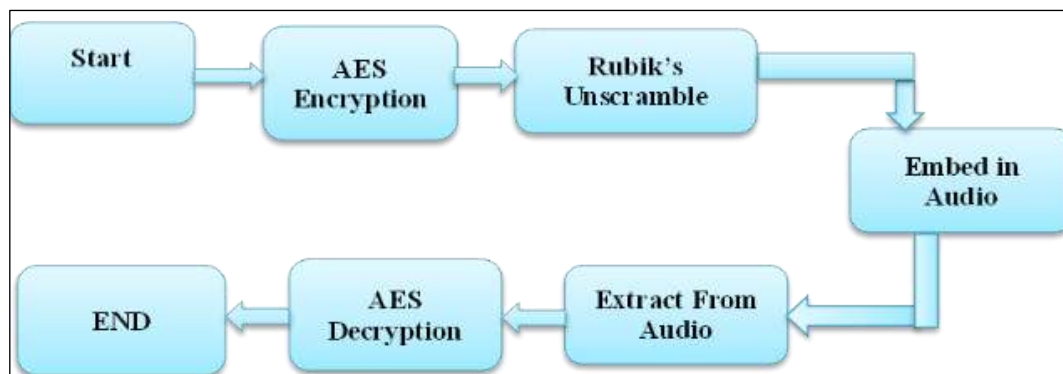 Start
AES
Encryption
Rubik's
Unscramble
Embed in
Audio
Extract From
Audio
AES
Decryption
END